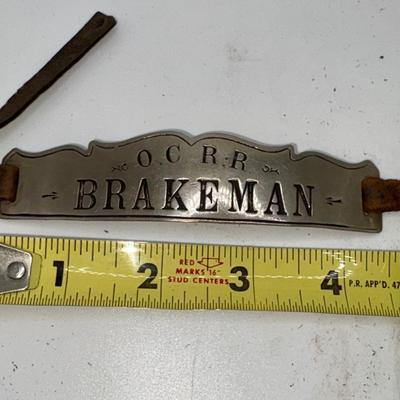 O.C R.R
BRAKEMAN
1 2 3 4
RED
MARKS 16"
STUD CENTERS
P.R. APP'D. 47